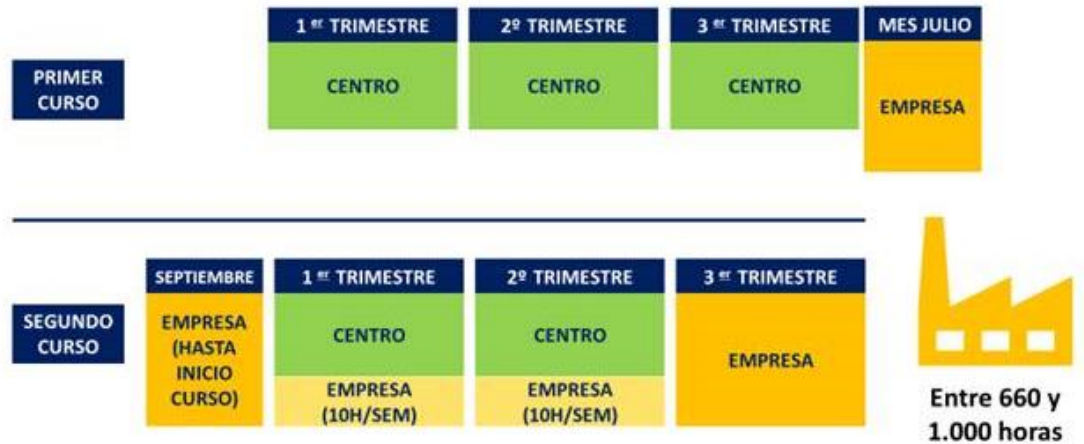 1 er TRIMESTRE
2º TRIMESTRE
3 er TRIMESTRE
MES JULIO
PRIMER
CURSO
CENTRO
CENTRO
CENTRO
EMPRESA
SEPTIEMBRE
1 er TRIMESTRE
2º TRIMESTRE
3 er TRIMESTRE
SEGUNDO
CURSO
EMPRESA
(HASTA
INICIO
CURSO)
CENTRO
EMPRESA
(10H/SEM)
CENTRO
EMPRESA
(10H/SEM)
EMPRESA
Entre 660 y
1.000 horas